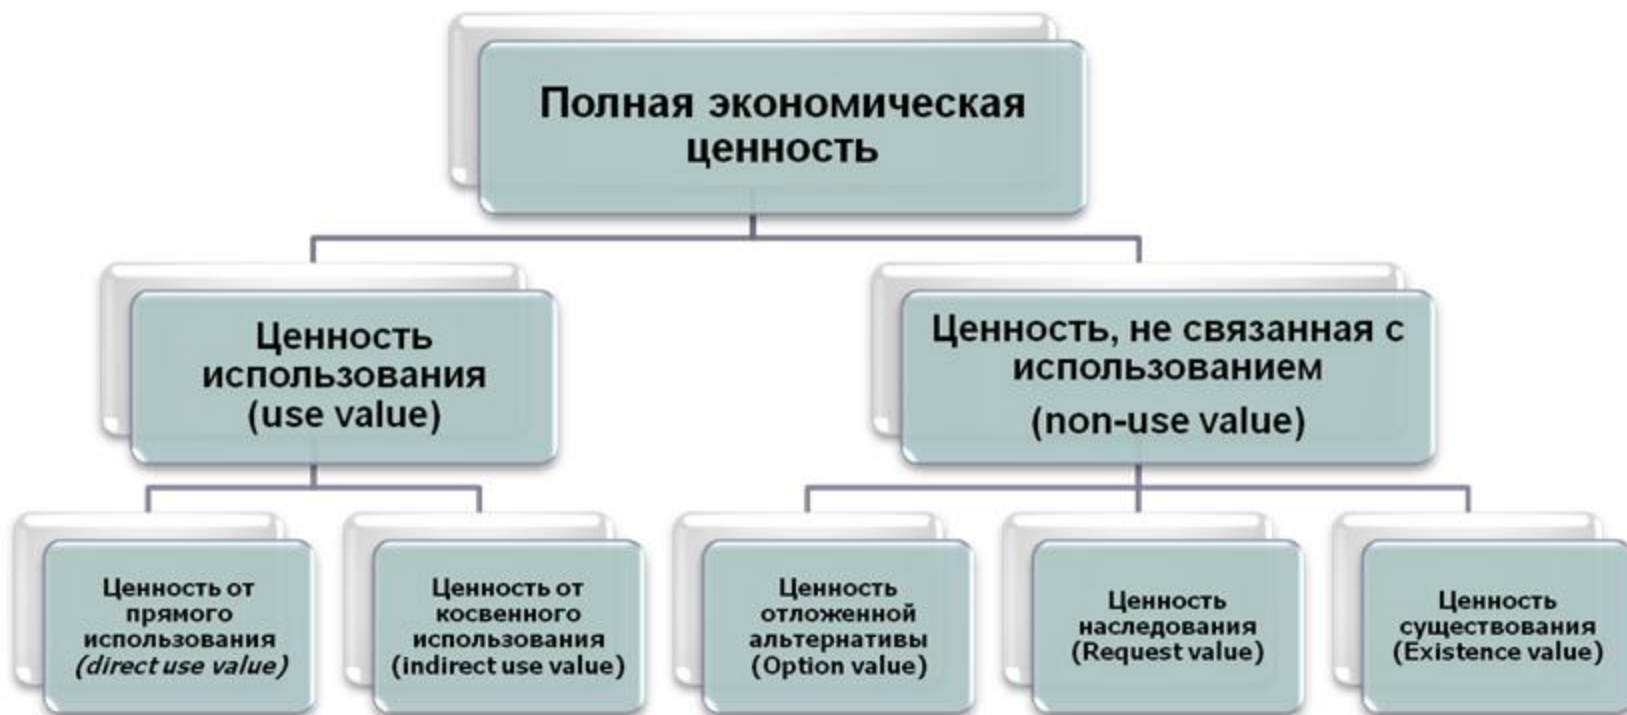 Полная экономическая
ценность
Ценность
использования
(use value)
Ценность, не связанная с
использованием
(non-use value)
Ценность от
прямого
использования
(direct use value)
Ценность от
косвенного
использования
(indirect use value)
Ценность
отложенной
альтернативы
(Option value)
Ценность
наследования
(Request value)
Ценность
существования
(Existence value)